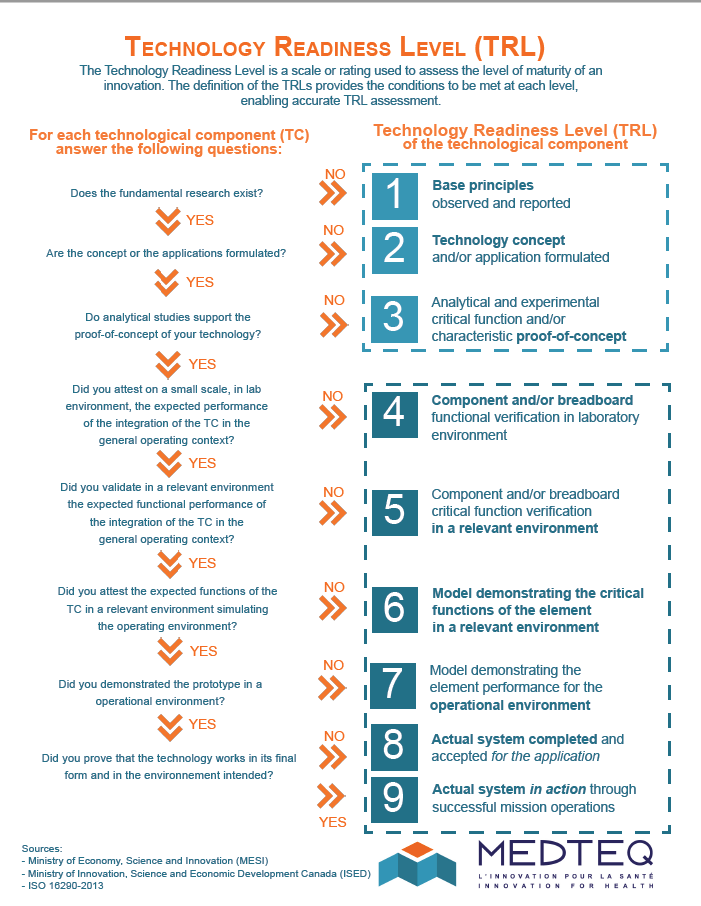 Technology Readiness Level (TRL)
The Technology Readiness Level is a scale or rating used to assess the level of maturity of an
innovation. The definition of the TRLs provides the conditions to be met at each level,
enabling accurate TRL assessment.
For each technological component (TC)
answer the following questions:
Technology Readiness Level (TRL)
of the technological component
Does the fundamental research exist?
NO
1
Base principles
observed and reported
YES
Are the concept or the applications formulated?
NO
2
Technology concept
and/or application formulated
YES
Do analytical studies support the
proof-of-concept of your technology?
NO
3
Analytical and experimental
critical function and/or
characteristic proof-of-concept
YES
Did you attest on a small scale, in lab
environment, the expected performance
of the integration of the TC in the
general operating context?
NO
4
Component and/or breadboard
functional verification in laboratory
environment
YES
Did you validate in a relevant environment
the expected functional performance of
the integration of the TC in the
general operating context?
NO
5
Component and/or breadboard
critical function verification
in a relevant environment
YES
Did you attest the expected functions of the
TC in a relevant environment simulating
the operating environment?
NO
6
Model demonstrating the critical
functions of the element
in a relevant environment
YES
Did you demonstrated the prototype in a
operational environment?
NO
7
Model demonstrating the
element performance for the
operational environment
YES
Did you prove that the technology works in its final
form and in the environnement intended?
NO
8
Actual system completed and
accepted for the application
YES
9
Actual system in action through
successful mission operations
Sources:
- Ministry of Economy, Science and Innovation (MESI)
- Ministry of Innovation, Science and Economic Development Canada (ISED)
- ISO 16290-2013
MEDTEQ
L'INNOVATION POUR LA SANTÉ
INNOVATION FOR HEALTH